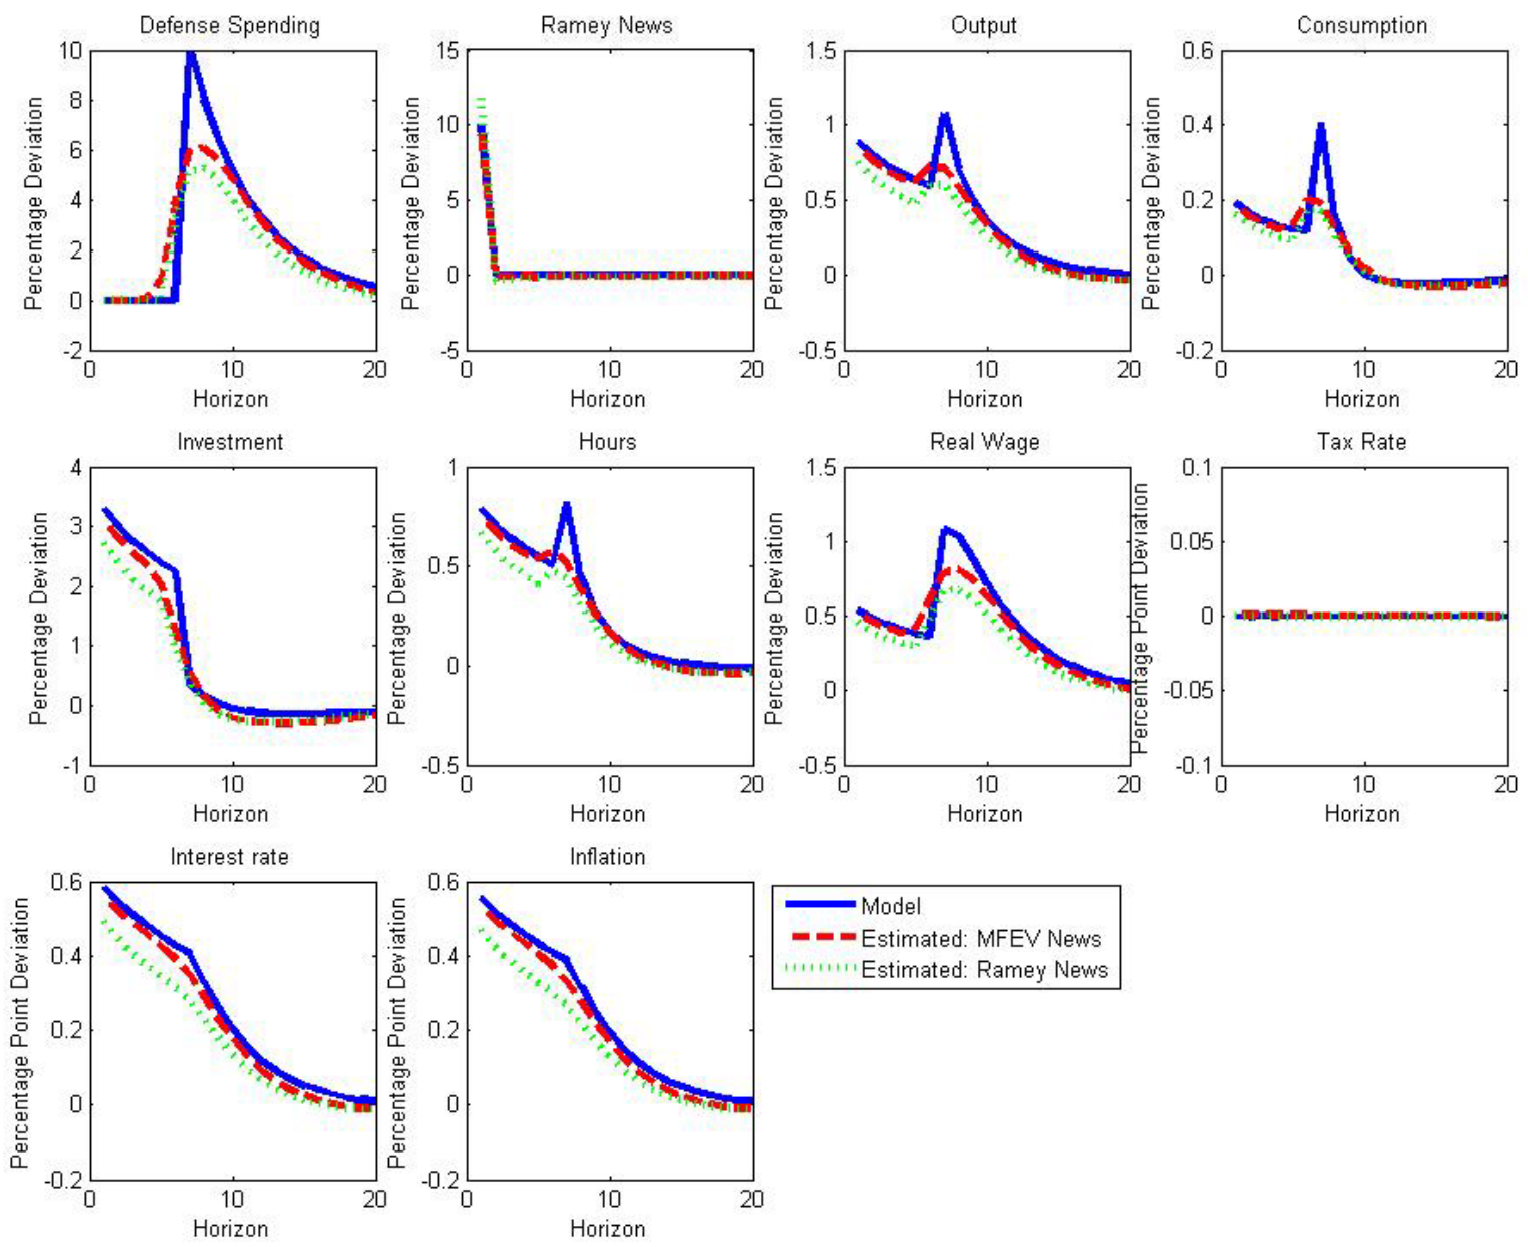 Defense Spending
Percentage Deviation
10
8
6
4
2
0
-2
0
10
20
Horizon
Ramey News
Percentage Deviation
15
10
5
0
-5
0
10
20
Horizon
Output
Percentage Deviation
1.5
1
0.5
0
-0.5
0
10
20
Horizon
Consumption
Percentage Deviation
0.6
0.4
0.2
0
-0.2
0
10
20
Horizon
Investment
Percentage Deviation
4
3
2
1
0
-1
0
10
20
Horizon
Hours
Percentage Deviation
1
0.5
0
-0.5
0
10
20
Horizon
Real Wage
Percentage Deviation
1.5
1
0.5
0
-0.5
0
10
20
Horizon
Tax Rate
Percentage Point Deviation
0.1
0.05
0
-0.05
-0.1
0
10
20
Horizon
Interest rate
Percentage Point Deviation
0.6
0.4
0.2
0
-0.2
0
10
20
Horizon
Inflation
Percentage Point Deviation
0.6
0.4
0.2
0
-0.2
0
10
20
Horizon
Model
Estimated: MFEV News
Estimated: Ramey News